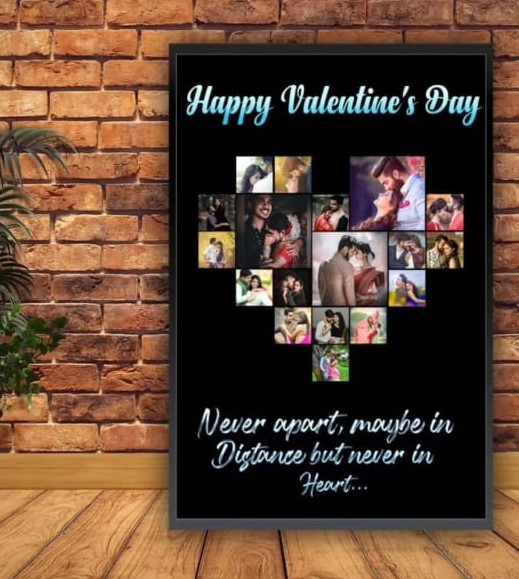 Happy Valentine's Day
Never apart, maybe in
Distance but never in
Heart...